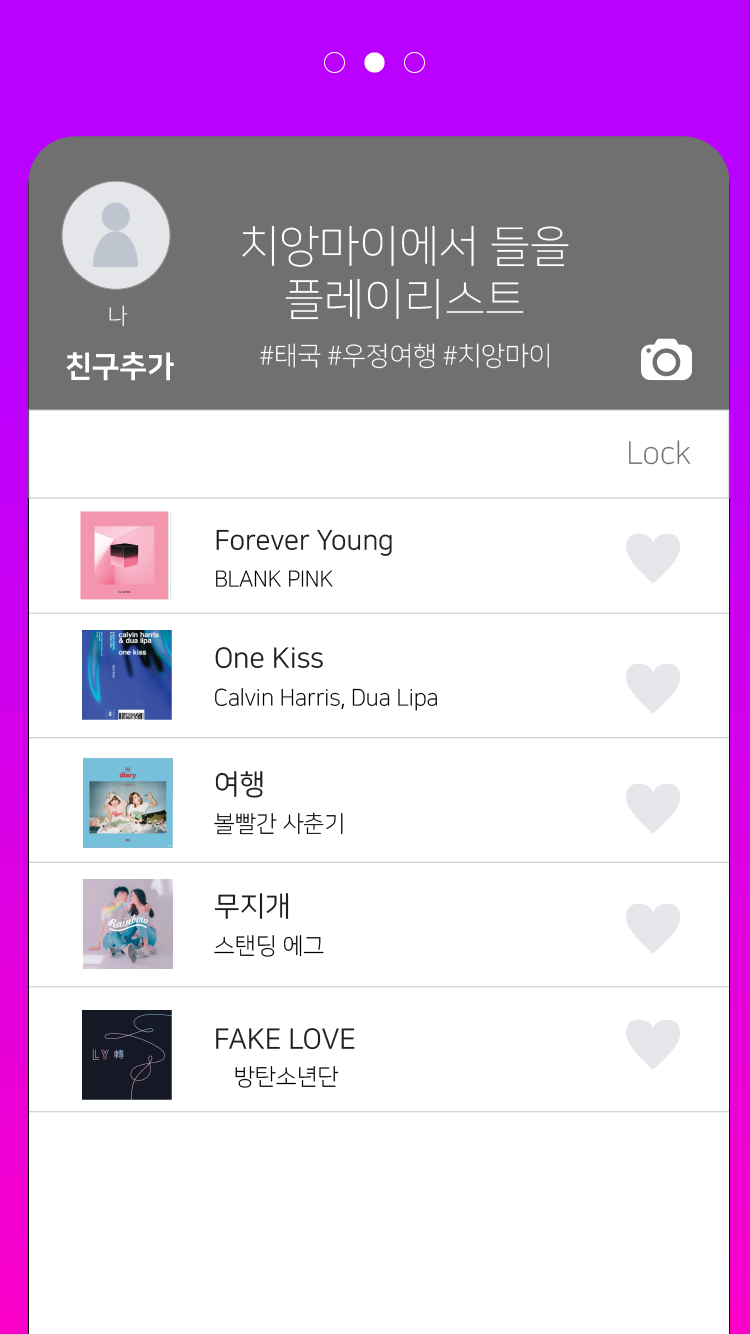 치앙마이에서 들을
플레이리스트
#태국 #우정여행 #치앙마이
나
친구추가
Lock
Forever Young
BLANK PINK
calvin harris
& dua lipa
one kiss
One Kiss
Calvin Harris, Dua Lipa
diary
여행
볼빨간 사춘기
Rainbow
무지개
스탠딩 에그
LY 轉
FAKE LOVE
방탄소년단